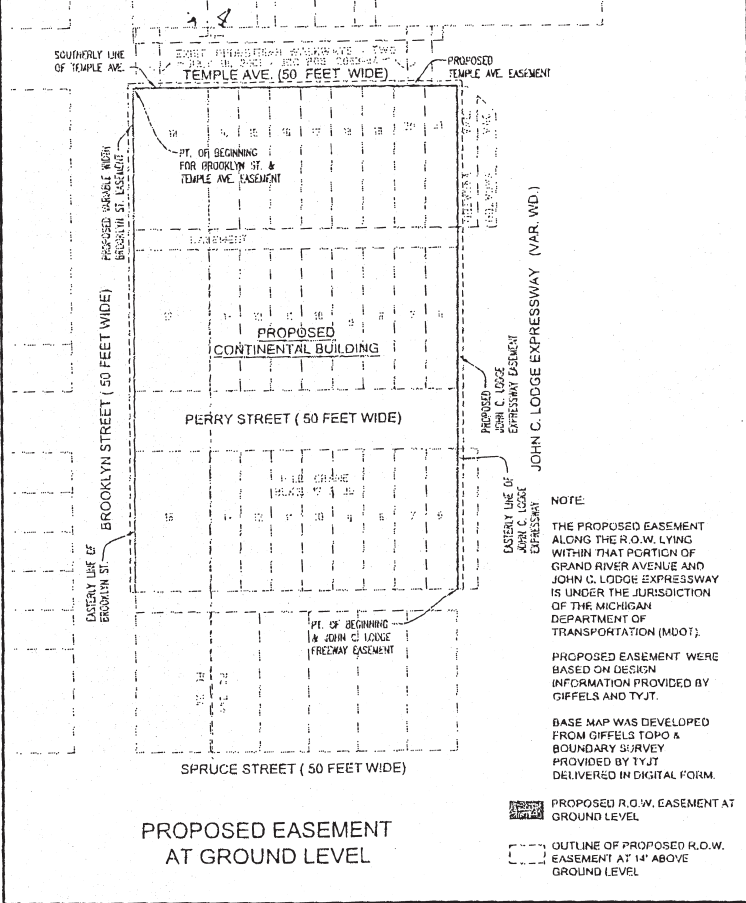 SOUTHERLY LINE
OF TEMPLE AVE.
TEMPLE AVE. (50 FEET WIDE)
PROPOSED
TEMPLE AVE. EASEMENT
PT. OF BEGINNING
FOR BROOKLYN ST. &
TEMPLE AVE. EASEMENT
PROPOSED VARIABLE WIDTH
BROOKLYN ST. EASEMENT
EASEMENT
BROOKLYN STREET ( 50 FEET WIDE)
JOHN C. LODGE EXPRESSWAY (VAR. WD.)
PROPOSED
CONTINENTAL BUILDING
PROPOSED
JOHN C. LODGE
EXPRESSWAY EASEMENT
PERRY STREET ( 50 FEET WIDE)
CRANE
EASTERLY LINE OF
JOHN C. LODGE
EXPRESSWAY
EASTERLY LINE OF
BROOKLYN ST.
PT. OF BEGINNING
& JOHN C. LODGE
FREEWAY EASEMENT
SPRUCE STREET ( 50 FEET WIDE)
PROPOSED EASEMENT
AT GROUND LEVEL
NOTE:
THE PROPOSED EASEMENT
ALONG THE R.O.W. LYING
WITHIN THAT PORTION OF
GRAND RIVER AVENUE AND
JOHN C. LODGE EXPRESSWAY
IS UNDER THE JURISDICTION
OF THE MICHIGAN
DEPARTMENT OF
TRANSPORTATION (MDOT).
PROPOSED EASEMENT WERE
BASED ON DESIGN
INFORMATION PROVIDED BY
GIFFELS AND TYJT.
BASE MAP WAS DEVELOPED
FROM GIFFELS TOPO &
BOUNDARY SURVEY
PROVIDED BY TYJT
DELIVERED IN DIGITAL FORM.
PROPOSED R.O.W. EASEMENT AT
GROUND LEVEL
OUTLINE OF PROPOSED R.O.W.
EASEMENT AT 14' ABOVE
GROUND LEVEL